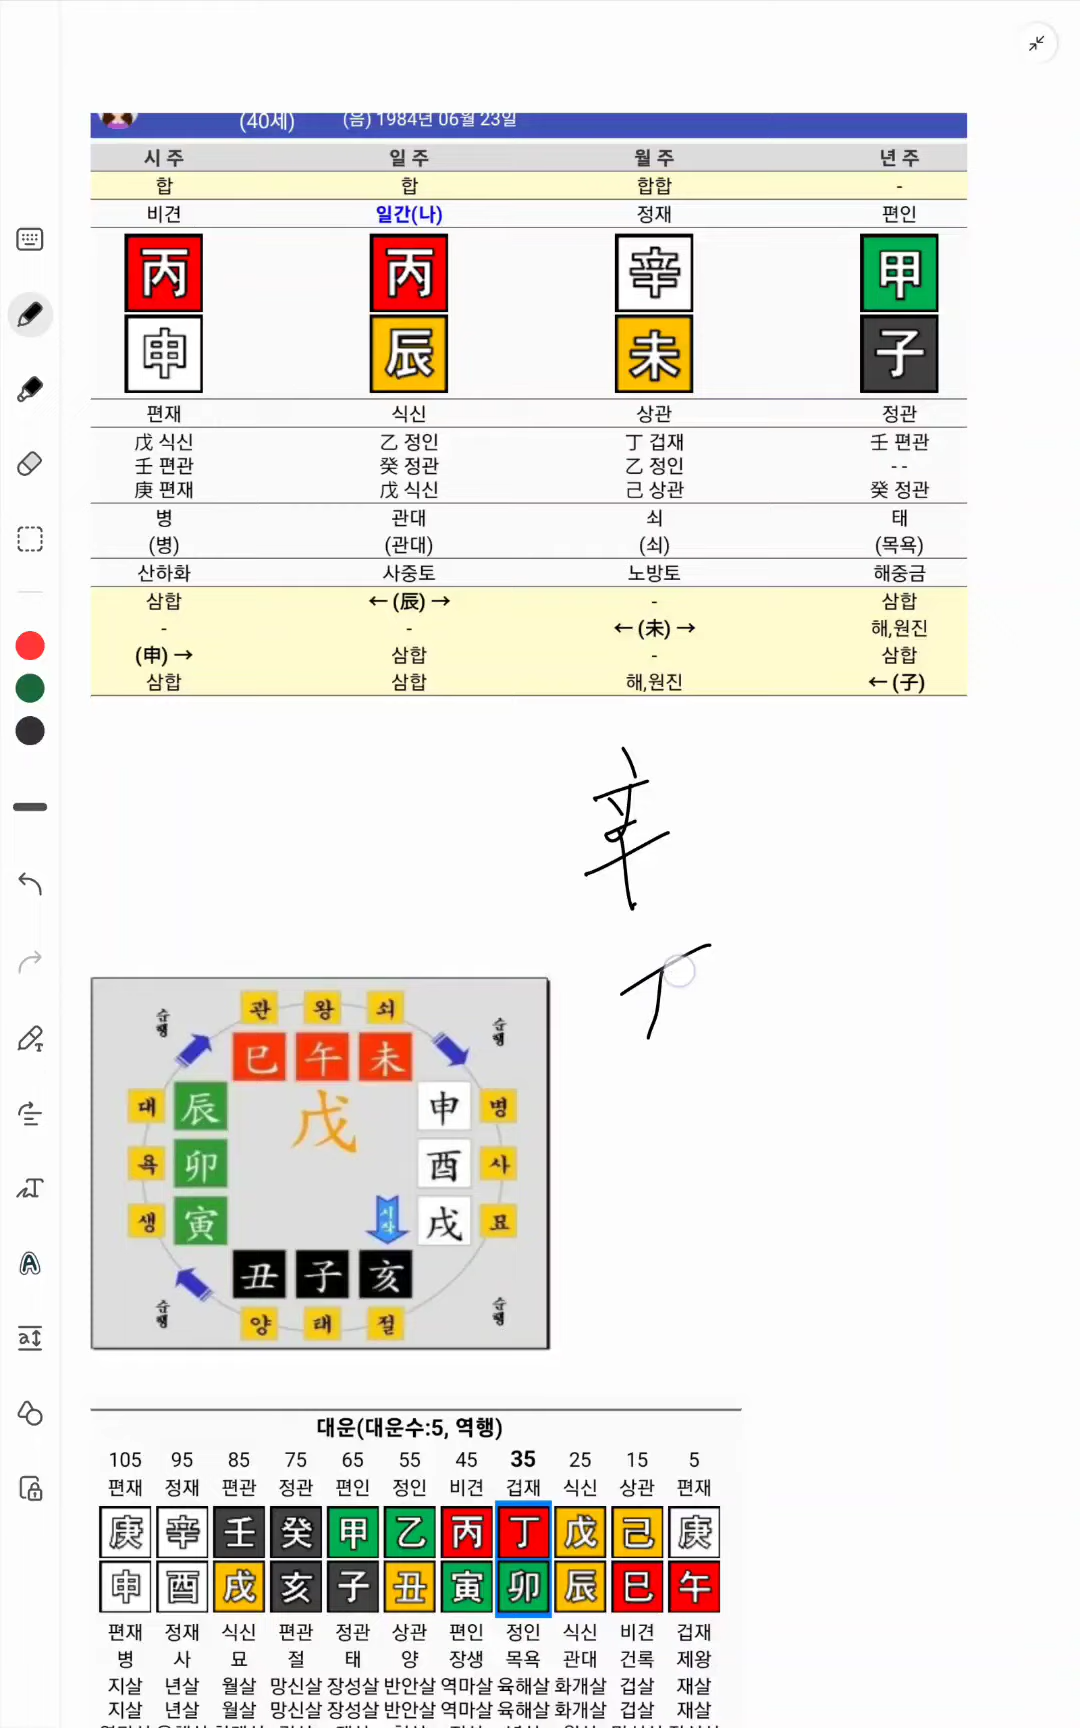 (40세) (음) 1984년 06월 23일
시 주 일 주 월 주 년 주
합 합 합합 -
비견 일간(나) 정재 편인
丙 丙 辛 甲
申 辰 未 子
편재 식신 상관 정관
戊 식신 乙 정인 丁 겁재 壬 편관
壬 편관 癸 정관 乙 정인 - -
庚 편재 戊 식신 己 상관 癸 정관
병 관대 쇠 태
(병) (관대) (쇠) (목욕)
산하화 사중토 노방토 해중금
삼합 ←(辰)→ - 삼합
- - ←(未)→ 해,원진
(申)→ 삼합 - 삼합
삼합 삼합 해,원진 ←(子)
辛
순행 관 왕 쇠 순행
巳 午 未
대 辰 戊 申 병
욕 卯 酉 사
생 寅 시작 戌 묘
丑 子 亥
순행 양 태 절 순행
대운(대운수:5, 역행)
105 95 85 75 65 55 45 35 25 15 5
편재 정재 편관 정관 편인 정인 비견 겁재 식신 상관 편재
庚 辛 壬 癸 甲 乙 丙 丁 戊 己 庚
申 酉 戌 亥 子 丑 寅 卯 辰 巳 午
편재 정재 식신 편관 정관 상관 편인 정인 식신 비견 겁재
병 사 묘 절 태 양 장생 목욕 관대 건록 제왕
지살 년살 월살 망신살 장성살 반안살 역마살 육해살 화개살 겁살 재살
지살 년살 월살 망신살 장성살 반안살 역마살 육해살 화개살 겁살 재살